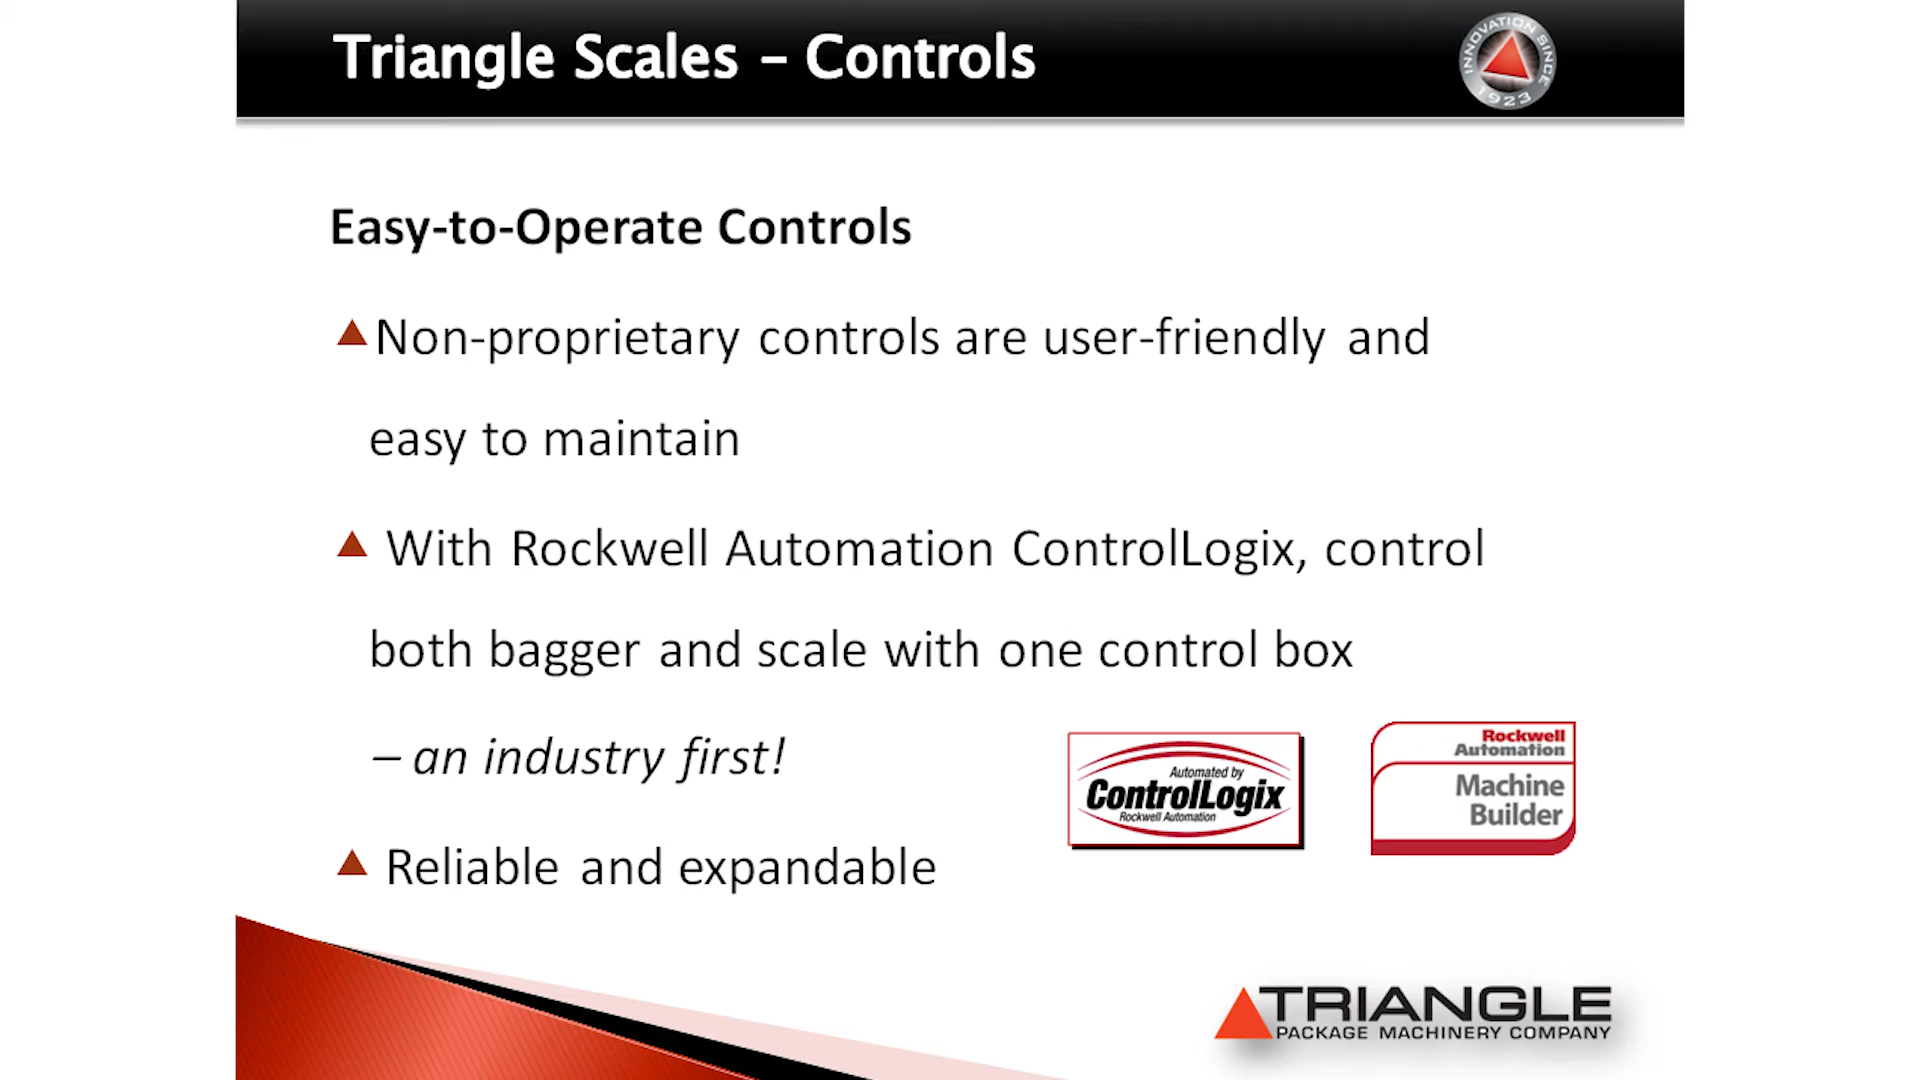 Triangle Scales – Controls
INNOVATION SINCE
1923
Easy-to-Operate Controls
Non-proprietary controls are user-friendly and
easy to maintain
With Rockwell Automation ControlLogix, control
both bagger and scale with one control box
– an industry first!
Automated by
ControlLogix
Rockwell Automation
Rockwell
Automation
Machine
Builder
Reliable and expandable
TRIANGLE
PACKAGE MACHINERY COMPANY